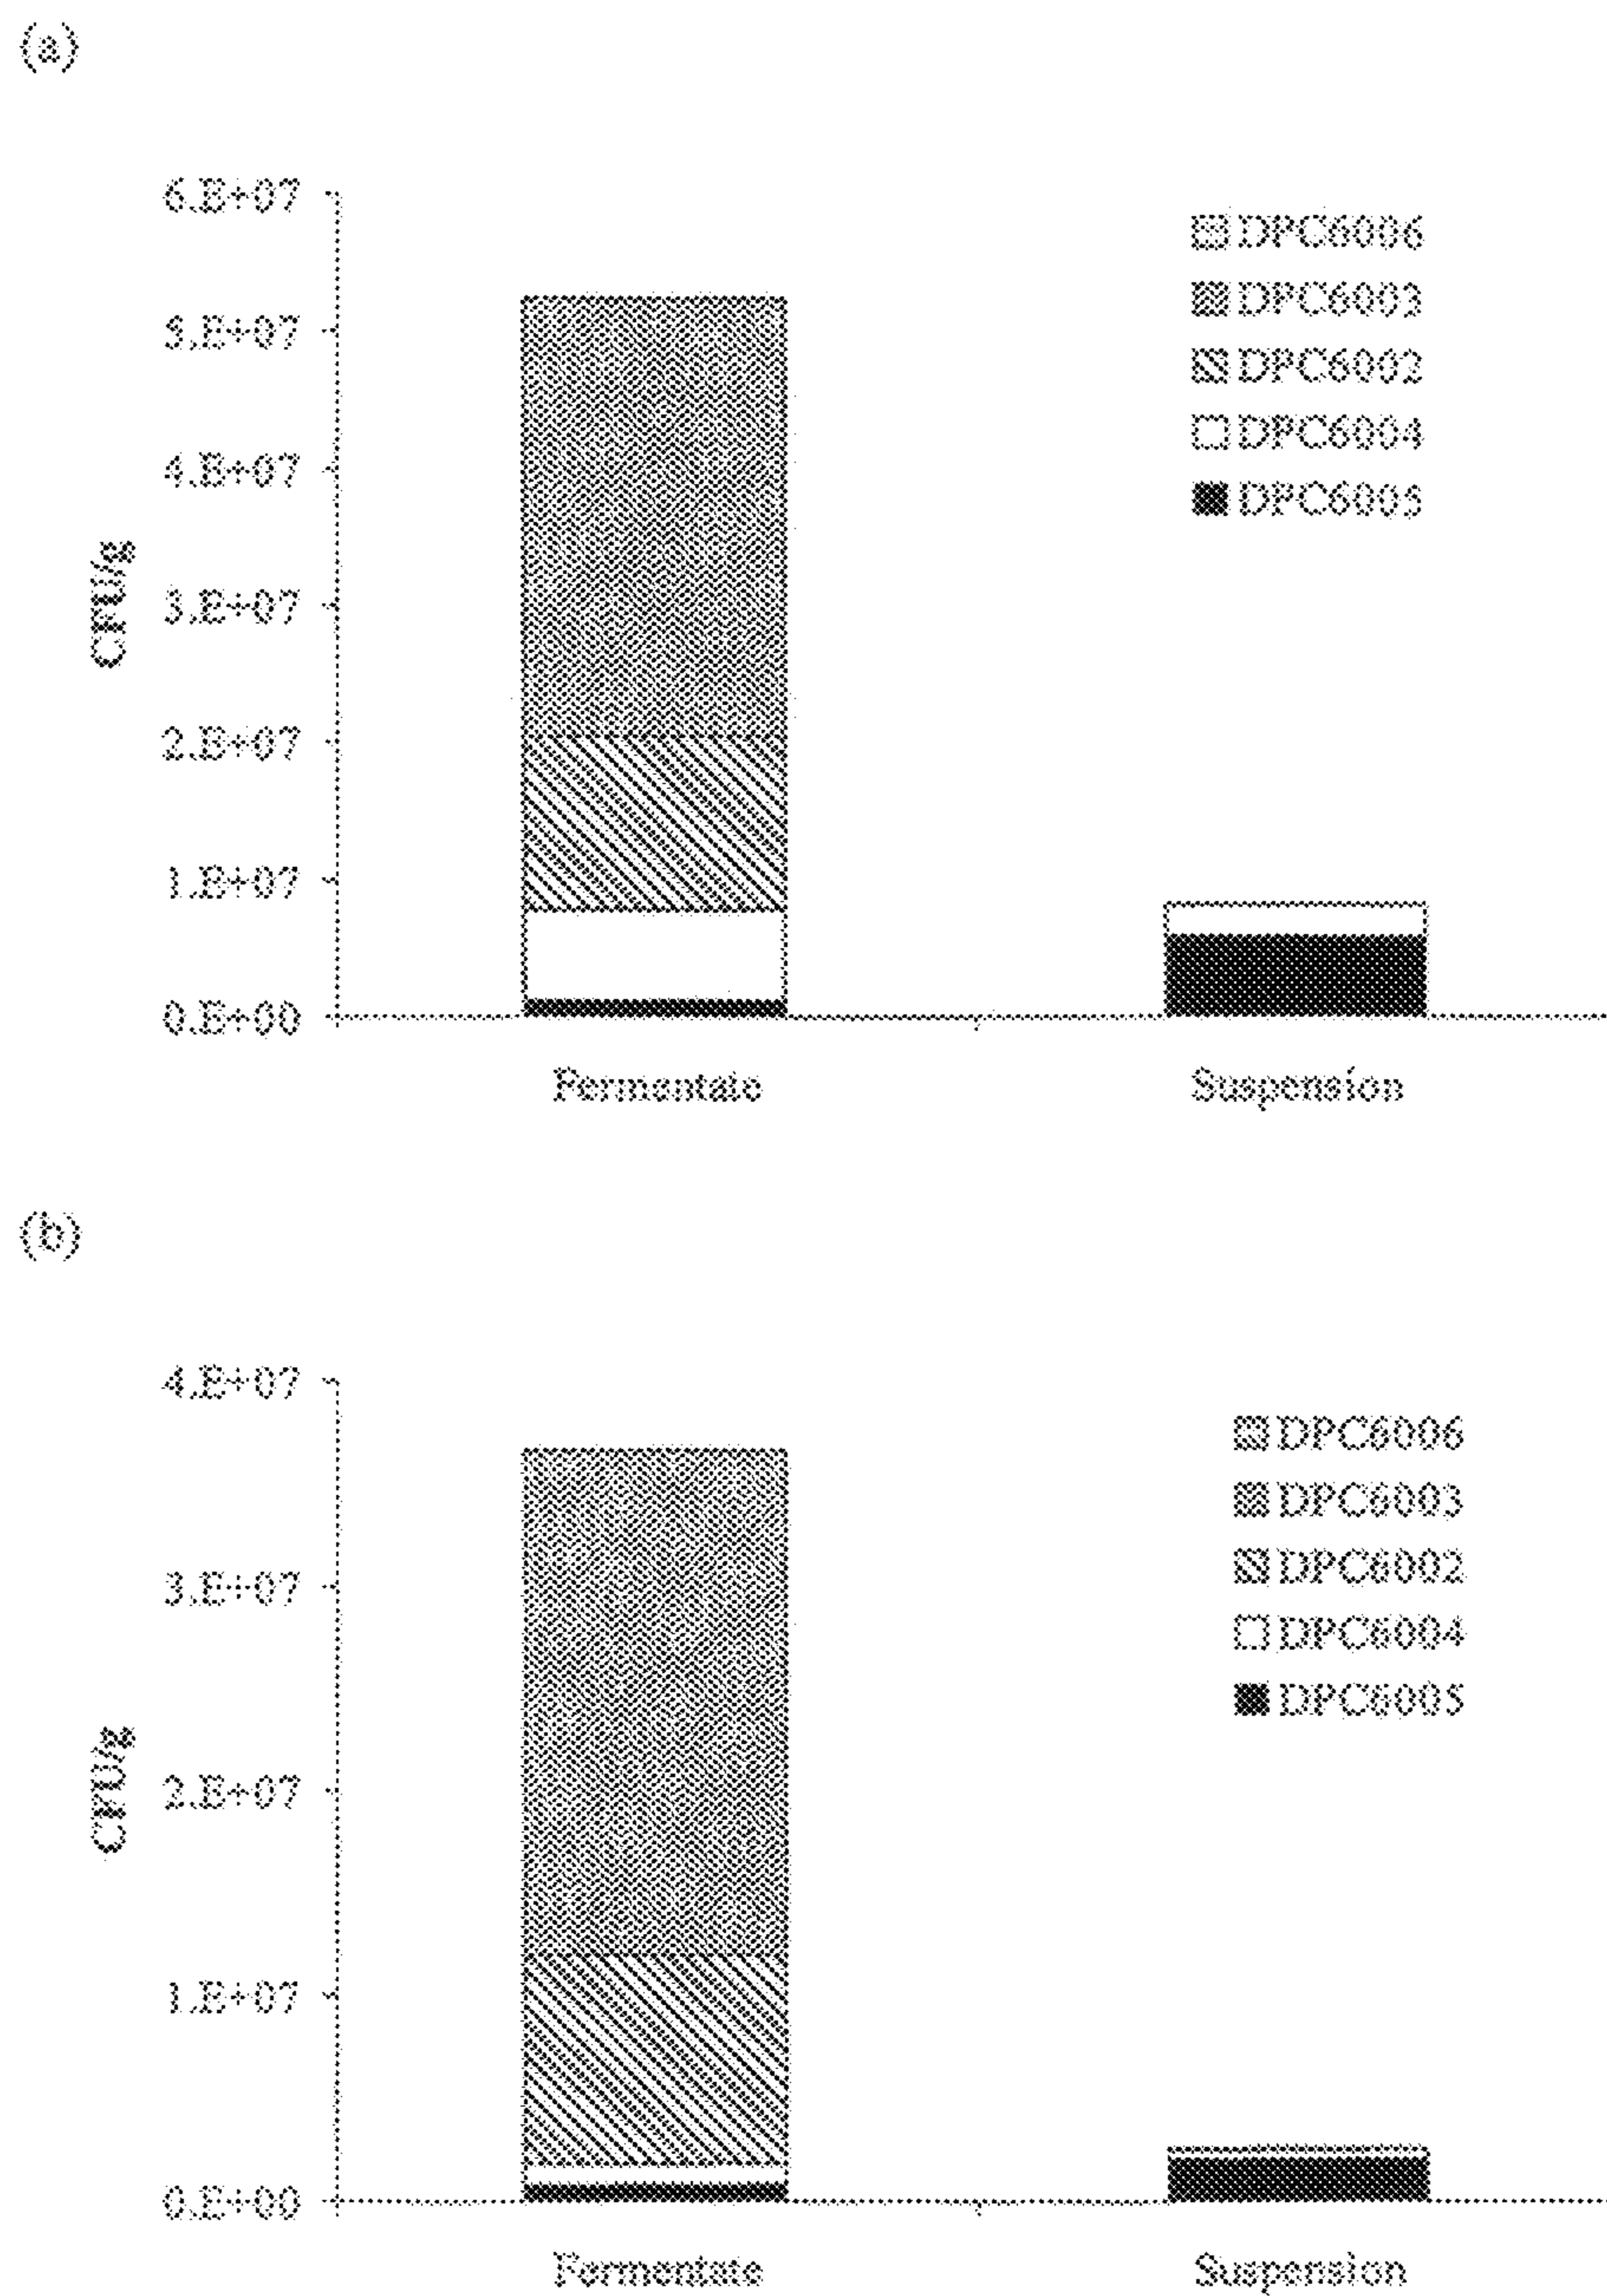 (a)
6.E+07
5.E+07
4.E+07
3.E+07
2.E+07
1.E+07
0.E+00
CFU/g
DPC6006
DPC6003
DPC6002
DPC6004
DPC6005
Fermentate
Suspension
(b)
4.E+07
3.E+07
2.E+07
1.E+07
0.E+00
CFU/g
DPC6006
DPC6003
DPC6002
DPC6004
DPC6005
Fermentate
Suspension